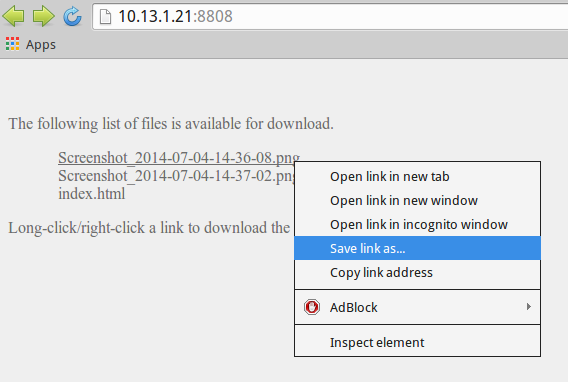 10.13.1.21:8808
Apps
The following list of files is available for download.
Screenshot_2014-07-04-14-36-08.png
Screenshot_2014-07-04-14-37-02.png
index.html
Long-click/right-click a link to download the
Open link in new tab
Open link in new window
Open link in incognito window
Save link as...
Copy link address
AdBlock
Inspect element